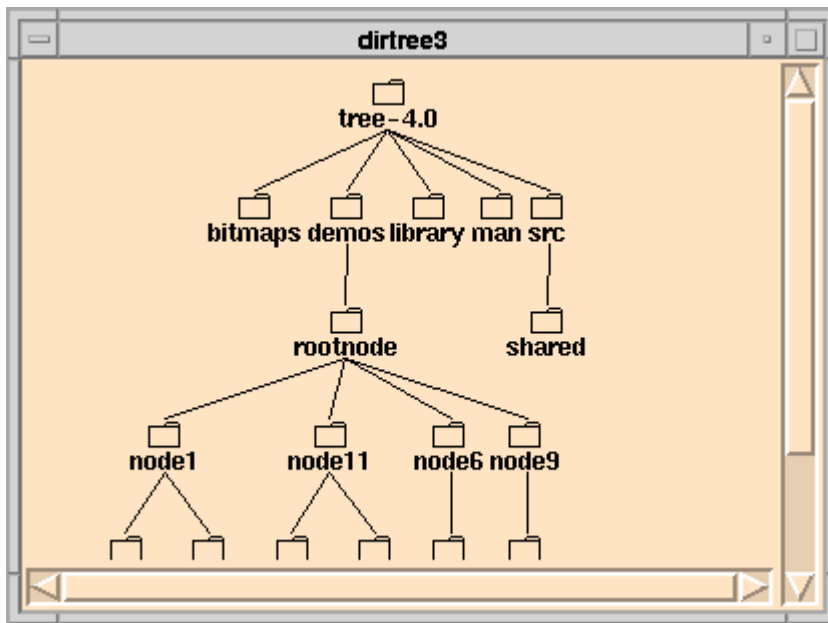 dirtree3
tree-4.0
bitmaps demos library man src
rootnode shared
node1 node11 node6 node9